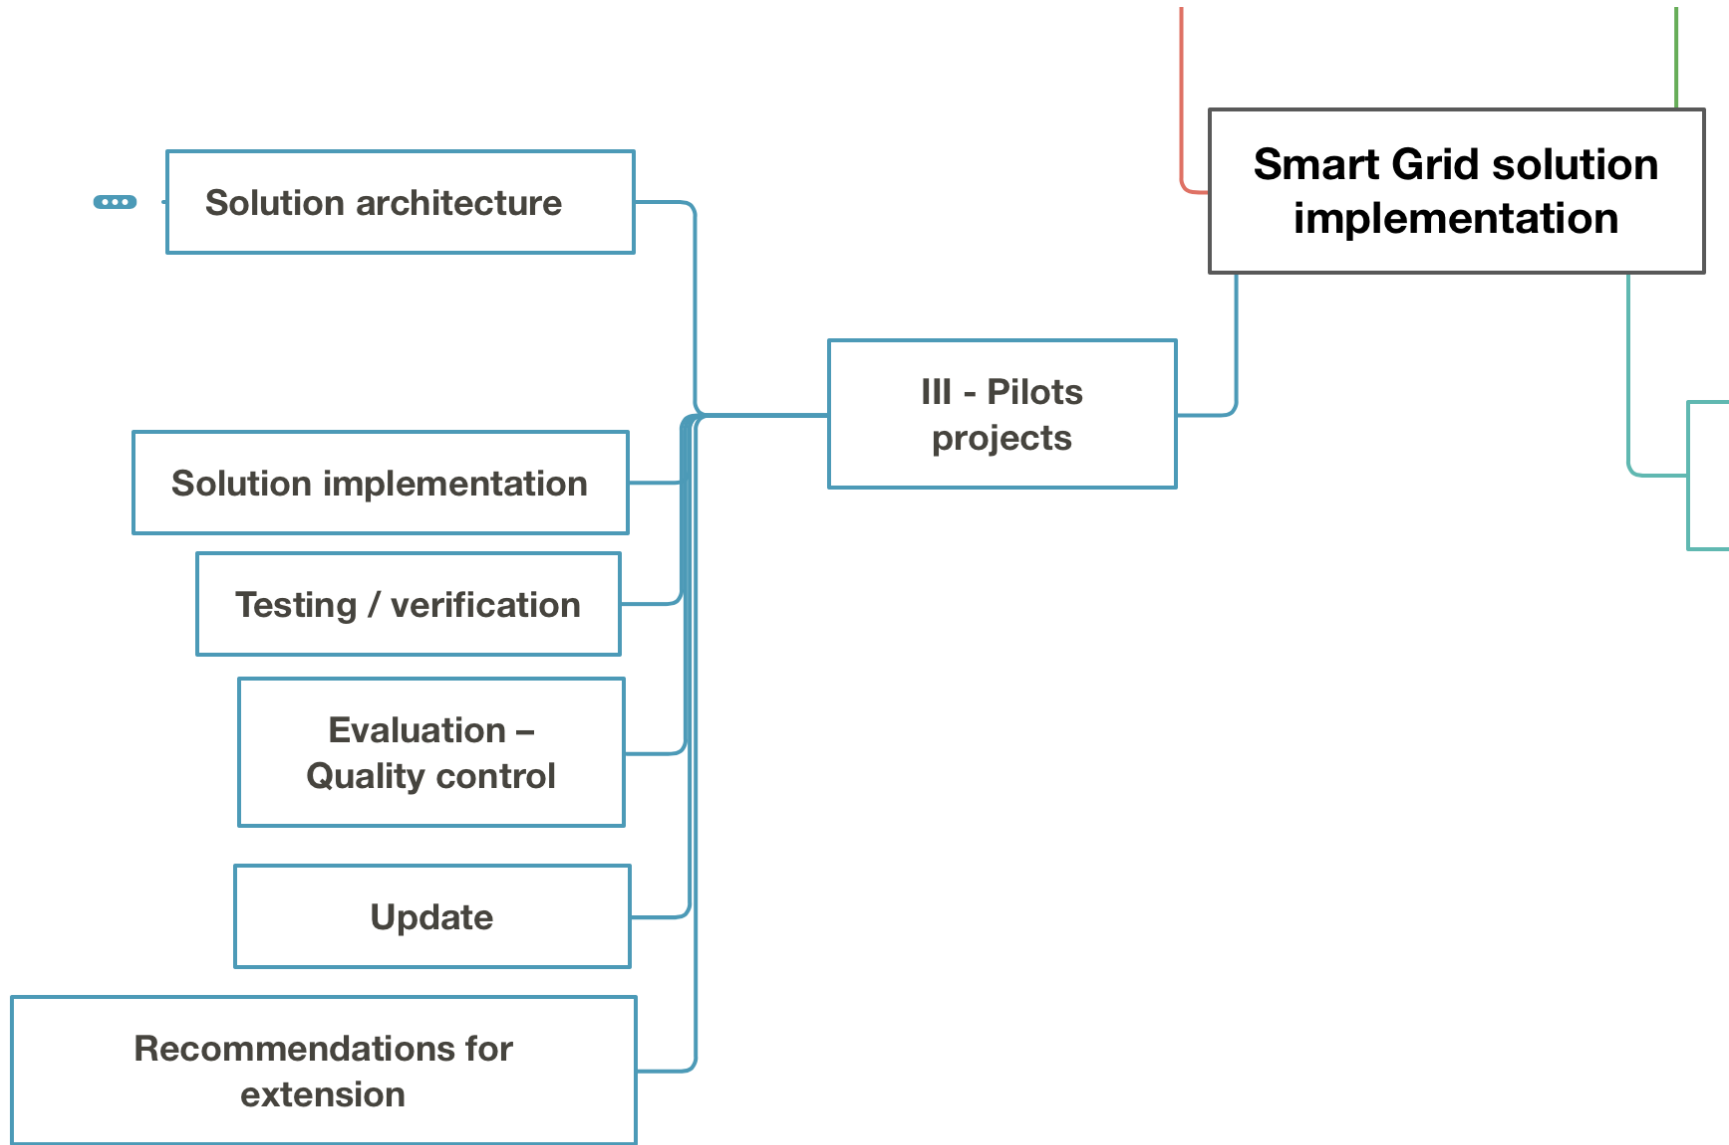 Smart Grid solution
implementation
III - Pilots
projects
Solution architecture
Solution implementation
Testing / verification
Evaluation –
Quality control
Update
Recommendations for
extension